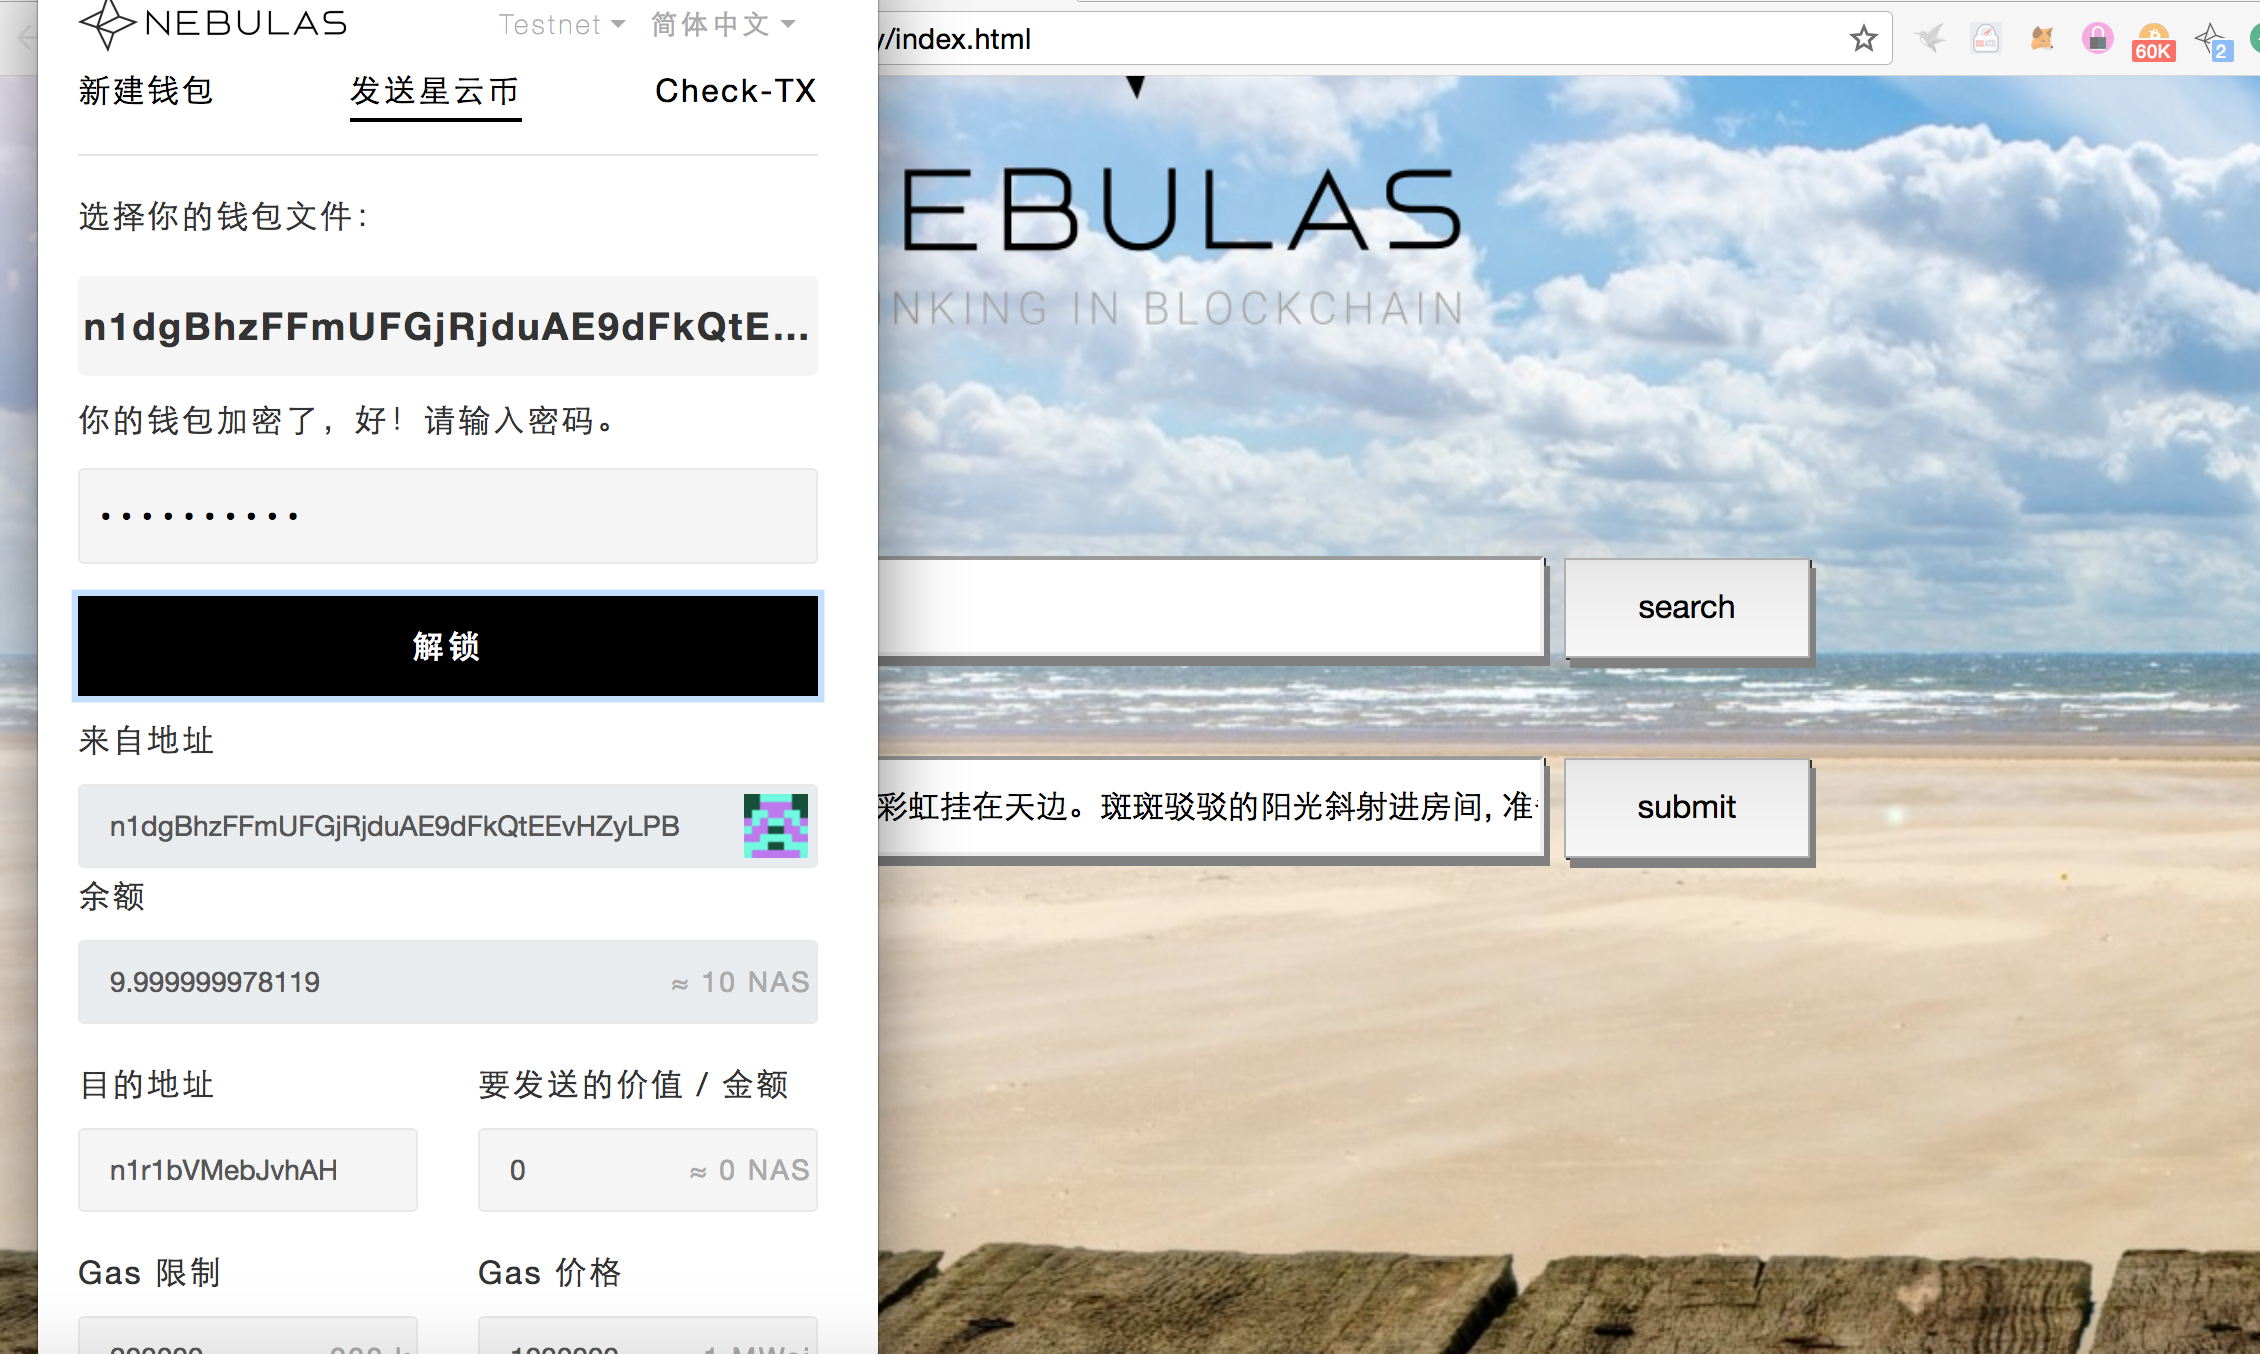 NEBULAS
Testnet
简体中文
新建钱包
发送星云币
Check-TX
选择你的钱包文件：
n1dgBhzFFmUFGjRjduAE9dFkQtE...
你的钱包加密了，好！请输入密码。
解锁
来自地址
n1dgBhzFFmUFGjRjduAE9dFkQtEEvHZyLPB
余额
9.999999978119
≈ 10 NAS
目的地址
要发送的价值 / 金额
n1r1bVMebJvhAH
0
≈ 0 NAS
Gas 限制
Gas 价格
/index.html
60K
2
EBULAS
NKING IN BLOCKCHAIN
search
彩虹挂在天边。斑斑驳驳的阳光斜射进房间，准
submit